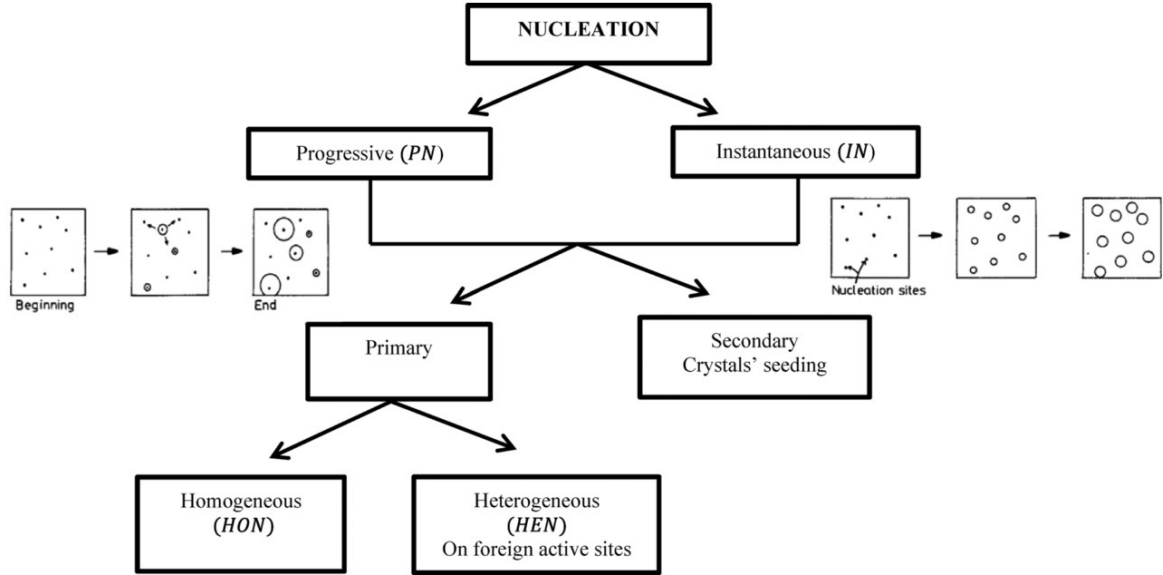 NUCLEATION
Progressive (PN)
Instantaneous (IN)
Beginning
End
Nucleation sites
Primary
Secondary
Crystals’ seeding
Homogeneous
(HON)
Heterogeneous
(HEN)
On foreign active sites